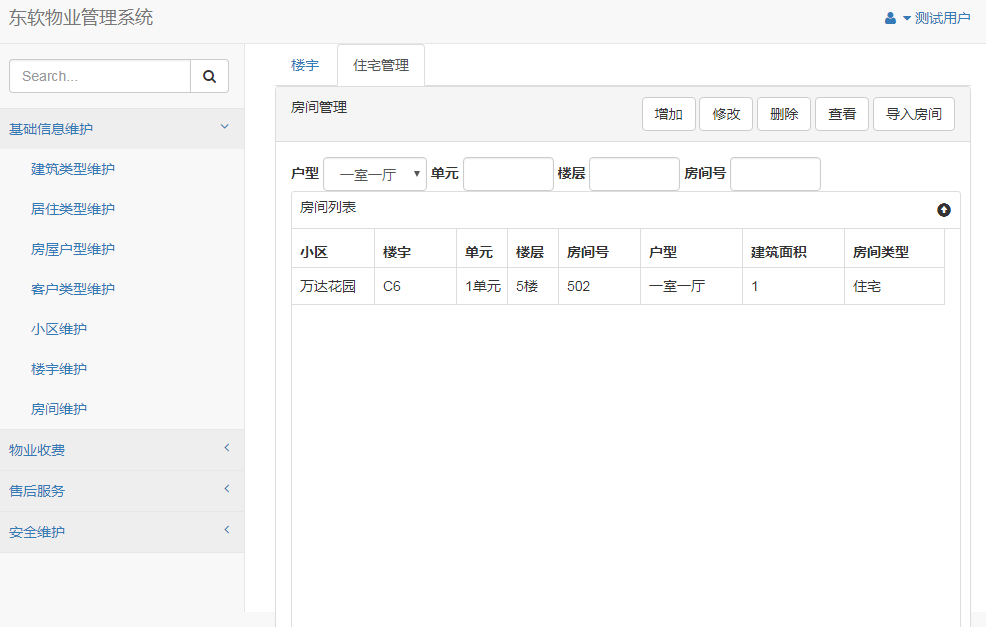 东软物业管理系统
测试用户
Search...
基础信息维护
建筑类型维护
居住类型维护
房屋户型维护
客户类型维护
小区维护
楼宇维护
房间维护
物业收费
售后服务
安全维护
楼宇 住宅管理
房间管理 增加 修改 删除 查看 导入房间
户型 一室一厅 单元 楼层 房间号
房间列表
小区 楼宇 单元 楼层 房间号 户型 建筑面积 房间类型
万达花园 C6 1单元 5楼 502 一室一厅 1 住宅